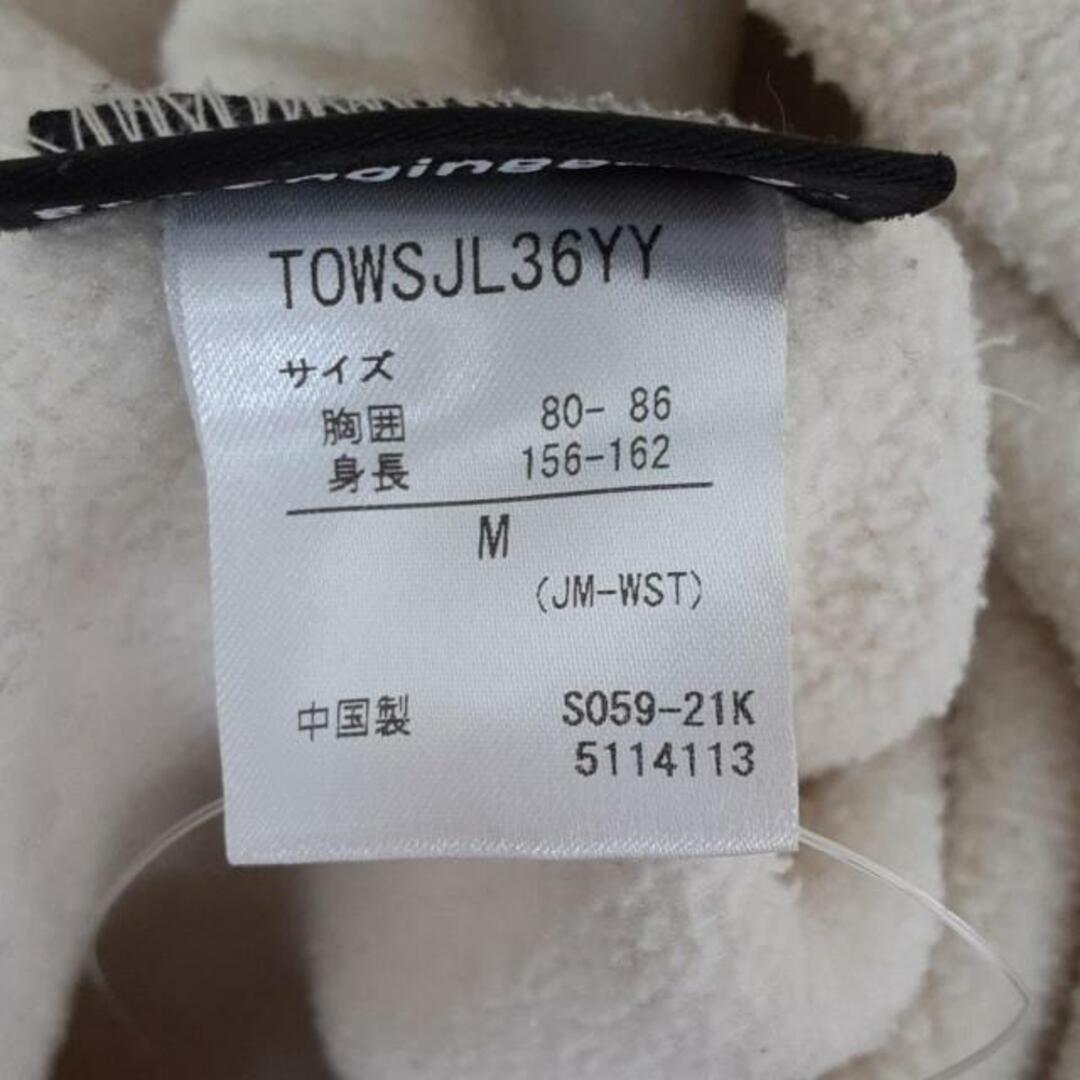 TOWSJL36YY
サイズ
胸囲 80- 86
身長 156-162
M
(JM-WST)
中国製 S059-21K
5114113